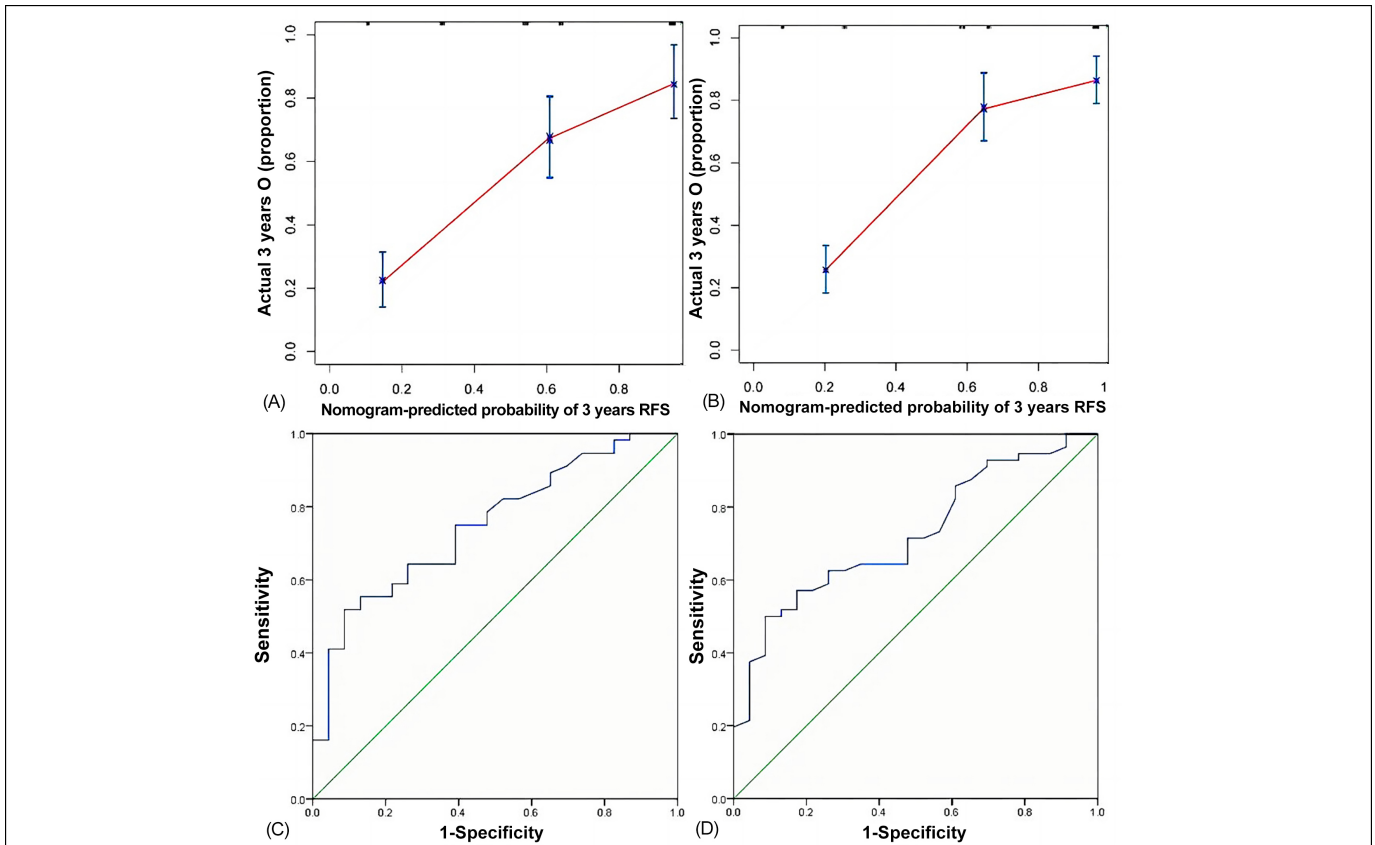 1.0
0.8
0.6
0.4
0.2
0.0
Actual 3 years O (proportion)
0.0 0.2 0.4 0.6 0.8
(A)
Nomogram-predicted probability of 3 years RFS
1.0
0.8
0.6
0.4
0.2
0.0
Actual 3 years O (proportion)
0.0 0.2 0.4 0.6 0.8 1
(B)
Nomogram-predicted probability of 3 years RFS
1.0
0.8
0.6
0.4
0.2
0.0
Sensitivity
0.0 0.2 0.4 0.6 0.8 1.0
(C)
1-Specificity
1.0
0.8
0.6
0.4
0.2
0.0
Sensitivity
0.0 0.2 0.4 0.6 0.8 1.0
(D)
1-Specificity